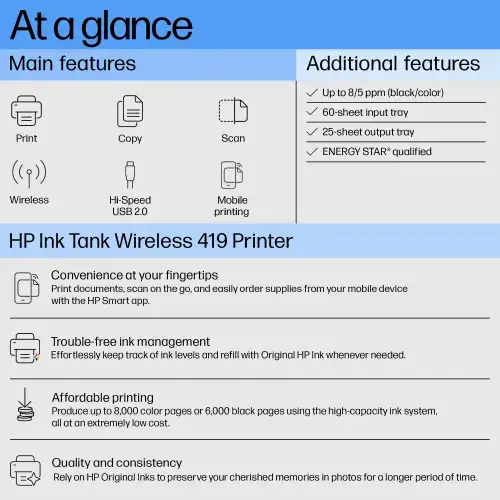 At a glance
Main features
Print
Copy
Scan
Wireless
Hi-Speed
USB 2.0
Mobile
printing
Additional features
Up to 8/5 ppm (black/color)
60-sheet input tray
25-sheet output tray
ENERGY STAR® qualified
HP Ink Tank Wireless 419 Printer
Convenience at your fingertips
Print documents, scan on the go, and easily order supplies from your mobile device
with the HP Smart app.
Trouble-free ink management
Effortlessly keep track of ink levels and refill with Original HP Ink whenever needed.
Affordable printing
Produce up to 8,000 color pages or 6,000 black pages using the high-capacity ink system,
all at an extremely low cost.
Quality and consistency
Rely on HP Original Inks to preserve your cherished memories in photos for a longer period of time.